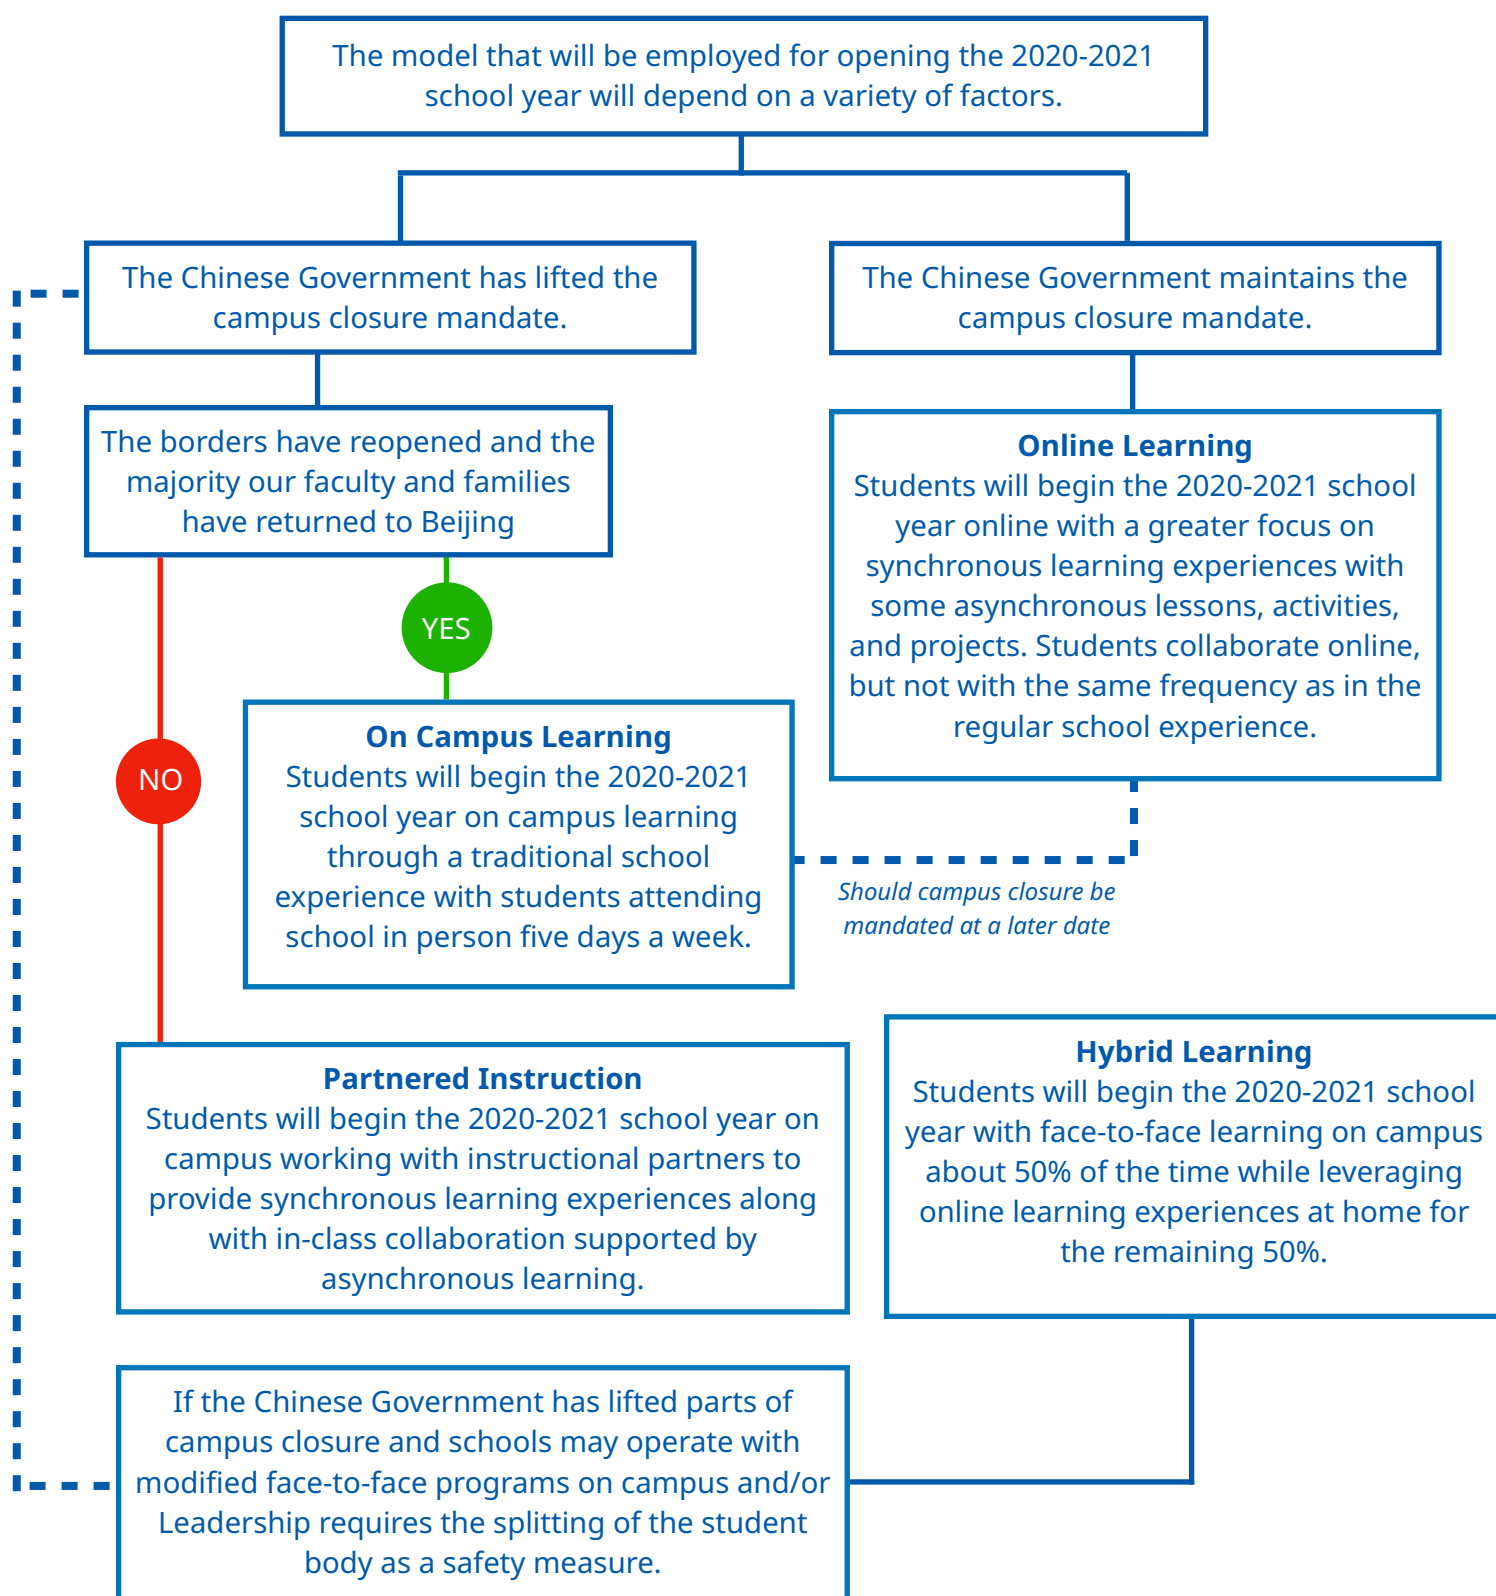 The model that will be employed for opening the 2020-2021
school year will depend on a variety of factors.
The Chinese Government has lifted the
campus closure mandate.
The Chinese Government maintains the
campus closure mandate.
The borders have reopened and the
majority our faculty and families
have returned to Beijing
Online Learning
Students will begin the 2020-2021 school
year online with a greater focus on
synchronous learning experiences with
some asynchronous lessons, activities,
and projects. Students collaborate online,
but not with the same frequency as in the
regular school experience.
YES
NO
On Campus Learning
Students will begin the 2020-2021
school year on campus learning
through a traditional school
experience with students attending
school in person five days a week.
Should campus closure be
mandated at a later date
Partnered Instruction
Students will begin the 2020-2021 school year on
campus working with instructional partners to
provide synchronous learning experiences along
with in-class collaboration supported by
asynchronous learning.
Hybrid Learning
Students will begin the 2020-2021 school
year with face-to-face learning on campus
about 50% of the time while leveraging
online learning experiences at home for
the remaining 50%.
If the Chinese Government has lifted parts of
campus closure and schools may operate with
modified face-to-face programs on campus and/or
Leadership requires the splitting of the student
body as a safety measure.